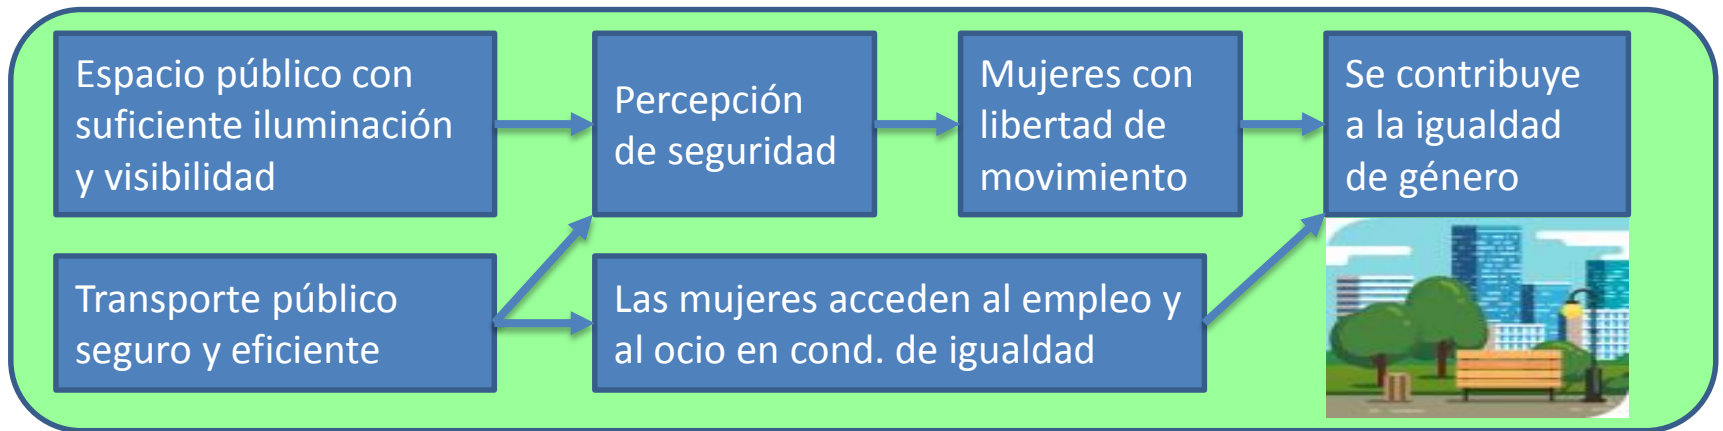 Espacio público con
suficiente iluminación
y visibilidad
Percepción
de seguridad
Mujeres con
libertad de
movimiento
Se contribuye
a la igualdad
de género
Transporte público
seguro y eficiente
Las mujeres acceden al empleo y
al ocio en cond. de igualdad